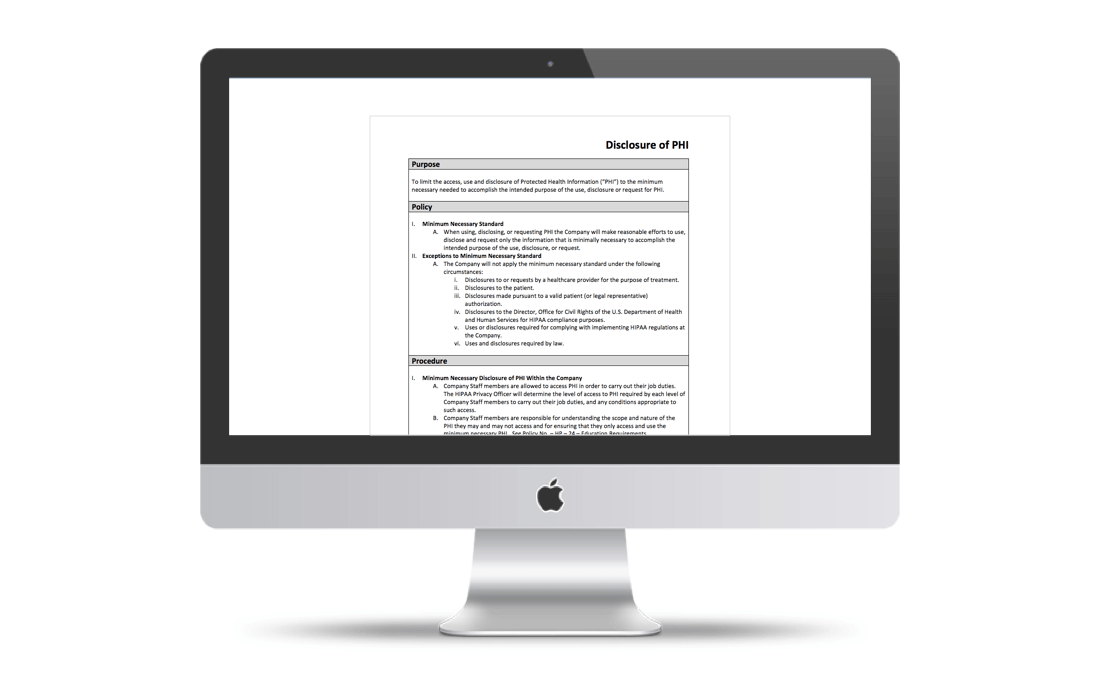 Disclosure of PHI
Purpose
To limit the access, use and disclosure of Protected Health Information ("PHI") to the minimum
necessary needed to accomplish the intended purpose of the use, disclosure or request for PHI.
Policy
I. Minimum Necessary Standard
A. When using, disclosing, or requesting PHI the Company will make reasonable efforts to use,
disclose and request only the information that is minimally necessary to accomplish the
intended purpose of the use, disclosure, or request.
II. Exceptions to Minimum Necessary Standard
A. The Company will not apply the minimum necessary standard under the following
circumstances:
i. Disclosures to or requests by a healthcare provider for the purpose of treatment.
ii. Disclosures to the patient.
iii. Disclosures made pursuant to a valid patient (or legal representative)
authorization.
iv. Disclosures to the Director, Office for Civil Rights of the U.S. Department of Health
and Human Services for HIPAA compliance purposes.
v. Uses or disclosures required for complying with implementing HIPAA regulations at
the Company.
vi. Uses and disclosures required by law.
Procedure
I. Minimum Necessary Disclosure of PHI Within the Company
A. Company Staff members are allowed to access PHI in order to carry out their job duties.
The HIPAA Privacy Officer will determine the level of access to PHI required by each level of
Company Staff members to carry out their job duties, and any conditions appropriate to
such access.
B. Company Staff members are responsible for understanding the scope and nature of the
PHI they may and may not access and for ensuring that they only access and use the
minimum necessary PHI. See Policy No. – HP – 24 – Education Requirements